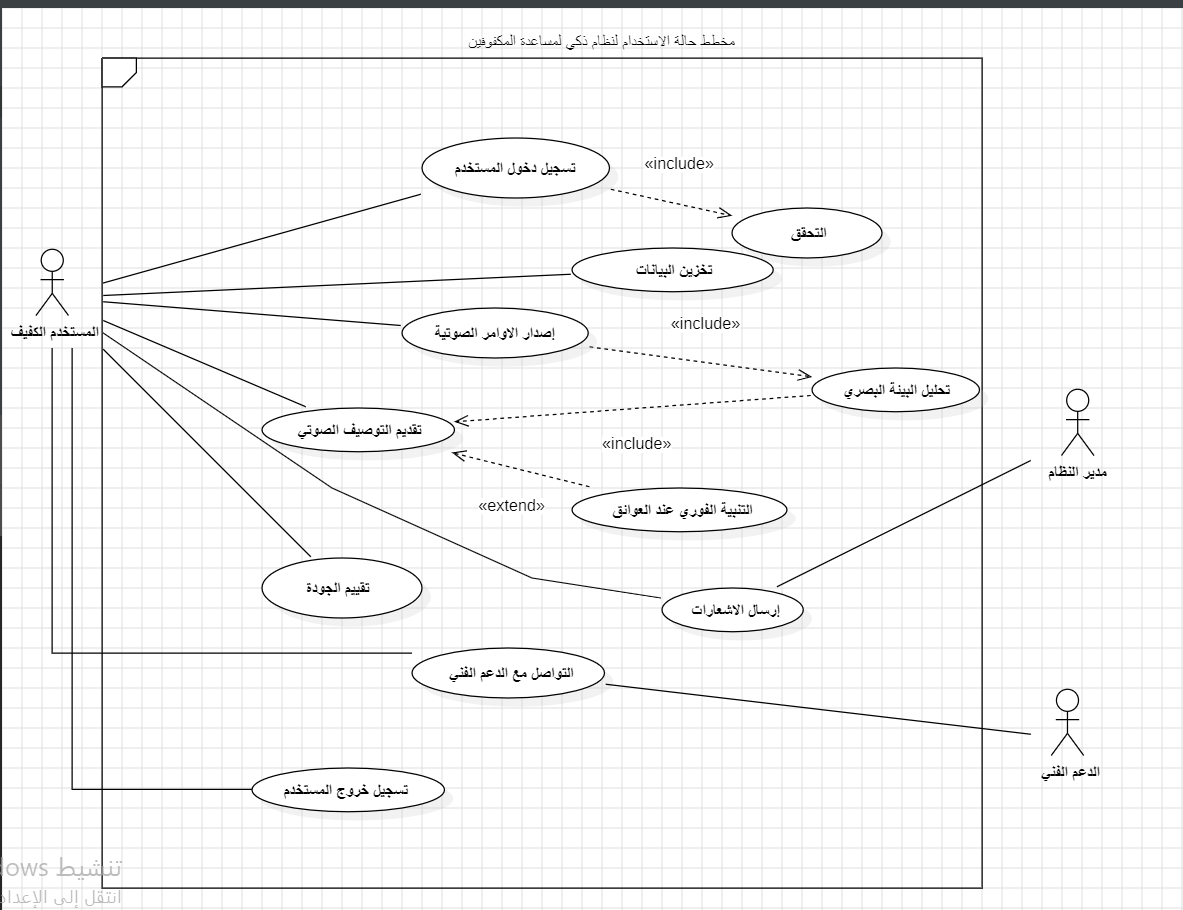 مخطط حالة الاستخدام لنظام ذكي لمساعدة المكفوفين
تسجيل دخول المستخدم
«include»
التحقق
تخزين البيانات
المستخدم الكفيف
إصدار الاوامر الصوتية
«include»
تحليل البيئة البصري
تقديم التوصيف الصوتي
«include»
مدير النظام
«extend»
التنبية الفوري عند العوائق
تقييم الجودة
إرسال الاشعارات
التواصل مع الدعم الفني
الدعم الفني
تسجيل خروج المستخدم
تنشيط
انتقل إلى